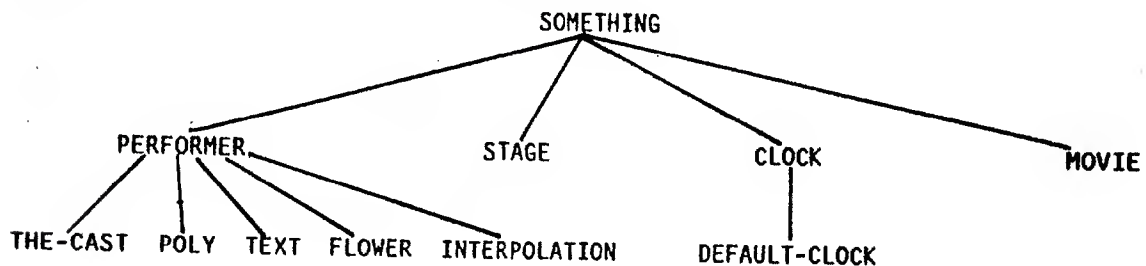 SOMETHING
PERFORMER STAGE CLOCK MOVIE
THE-CAST POLY TEXT FLOWER INTERPOLATION DEFAULT-CLOCK